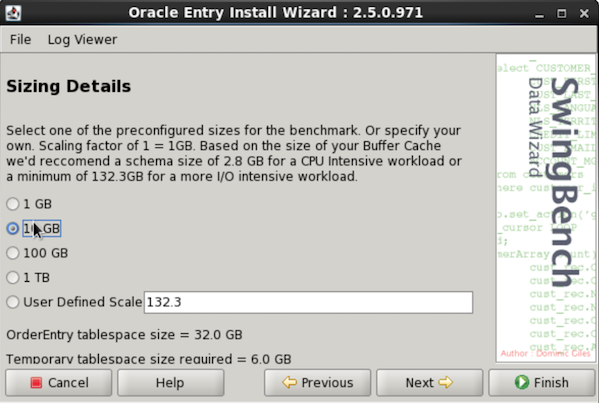 Oracle Entry Install Wizard : 2.5.0.971
File Log Viewer
Sizing Details
Select one of the preconfigured sizes for the benchmark. Or specify your
own. Scaling factor of 1 = 1GB. Based on the size of your Buffer Cache
we'd reccomend a schema size of 2.8 GB for a CPU Intensive workload or
a minimum of 132.3GB for a more I/O intensive workload.
1 GB
10 GB
100 GB
1 TB
User Defined Scale 132.3
OrderEntry tablespace size = 32.0 GB
Temporary tablespace size required = 6.0 GB
SwingBench
Data Wizard
Author : Dominic Giles
Cancel Help Previous Next Finish